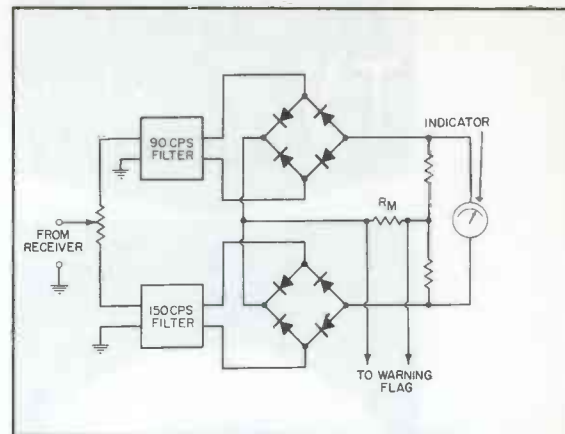 90 CPS
FILTER
INDICATOR
RM
FROM
RECEIVER
150 CPS
FILTER
TO WARNING
FLAG